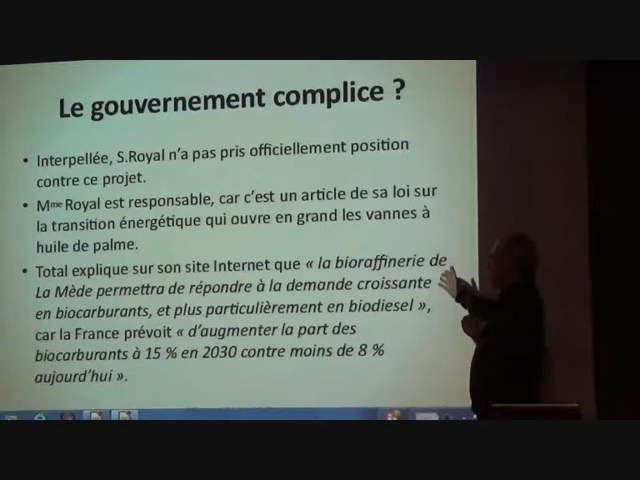 Le gouvernement complice ?
• Interpellée, S.Royal n'a pas pris officiellement position
contre ce projet.
• Mme Royal est responsable, car c'est un article de sa loi sur
la transition énergétique qui ouvre en grand les vannes à
huile de palme.
• Total explique sur son site Internet que « la bioraffinerie de
La Mède permettra de répondre à la demande croissante
en biocarburants, et plus particulièrement en biodiesel »,
car la France prévoit « d'augmenter la part des
biocarburants à 15 % en 2030 contre moins de 8 %
aujourd'hui ».